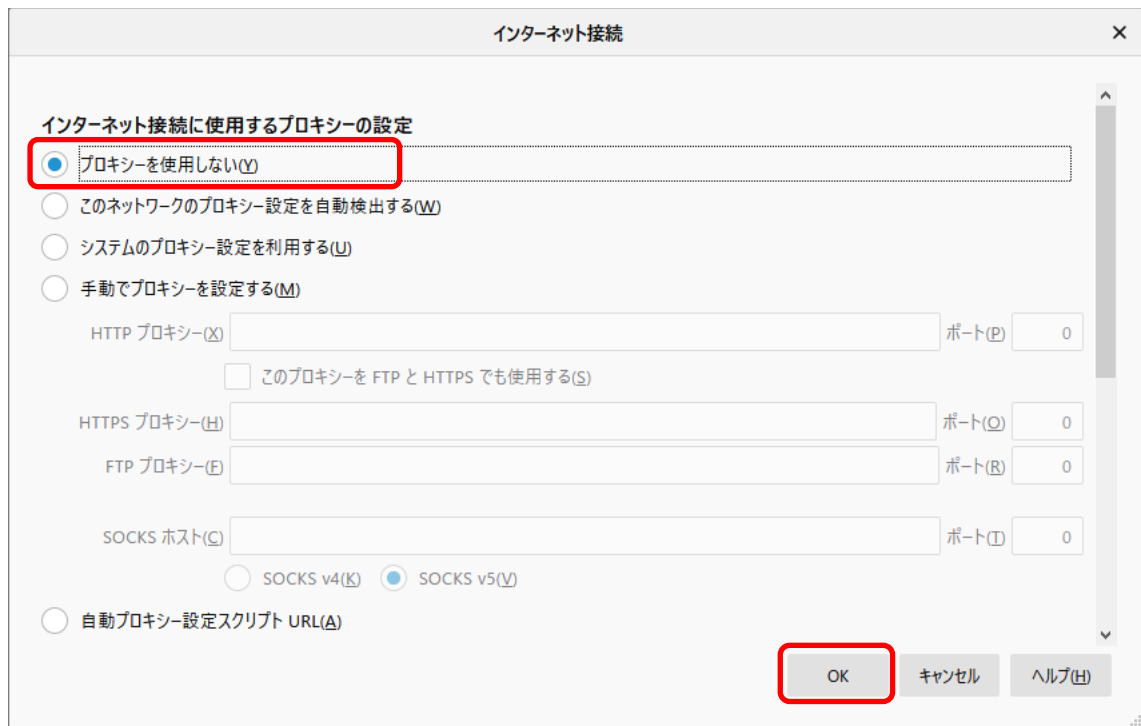 インターネット接続
インターネット接続に使用するプロキシーの設定
プロキシーを使用しない(Y)
このネットワークのプロキシー設定を自動検出する(W)
システムのプロキシー設定を利用する(U)
手動でプロキシーを設定する(M)
HTTP プロキシー(X) ポート(P) 0
このプロキシーを FTP と HTTPS でも使用する(S)
HTTPS プロキシー(H) ポート(O) 0
FTP プロキシー(F) ポート(R) 0
SOCKS ホスト(C) ポート(T) 0
SOCKS v4(K) SOCKS v5(V)
自動プロキシー設定スクリプト URL(A)
OK キャンセル ヘルプ(H)